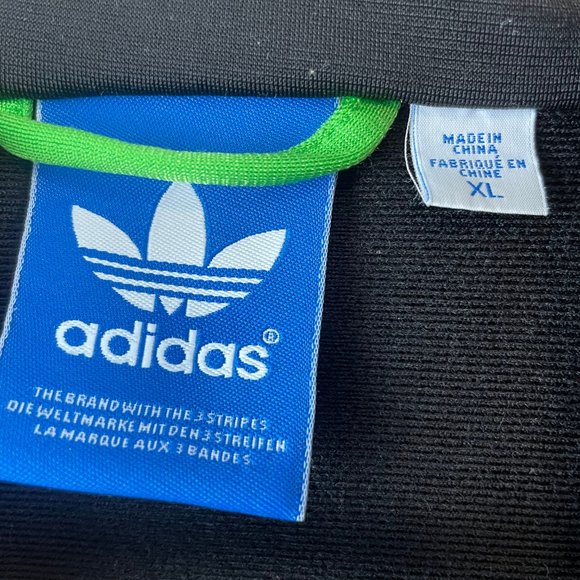 MADE IN
CHINA
FABRIQUÉ EN
CHINE
XL
adidas®
THE BRAND WITH THE 3 STRIPES
DIE WELTMARKE MIT DEN 3 STREIFEN
LA MARQUE AUX 3 BANDES